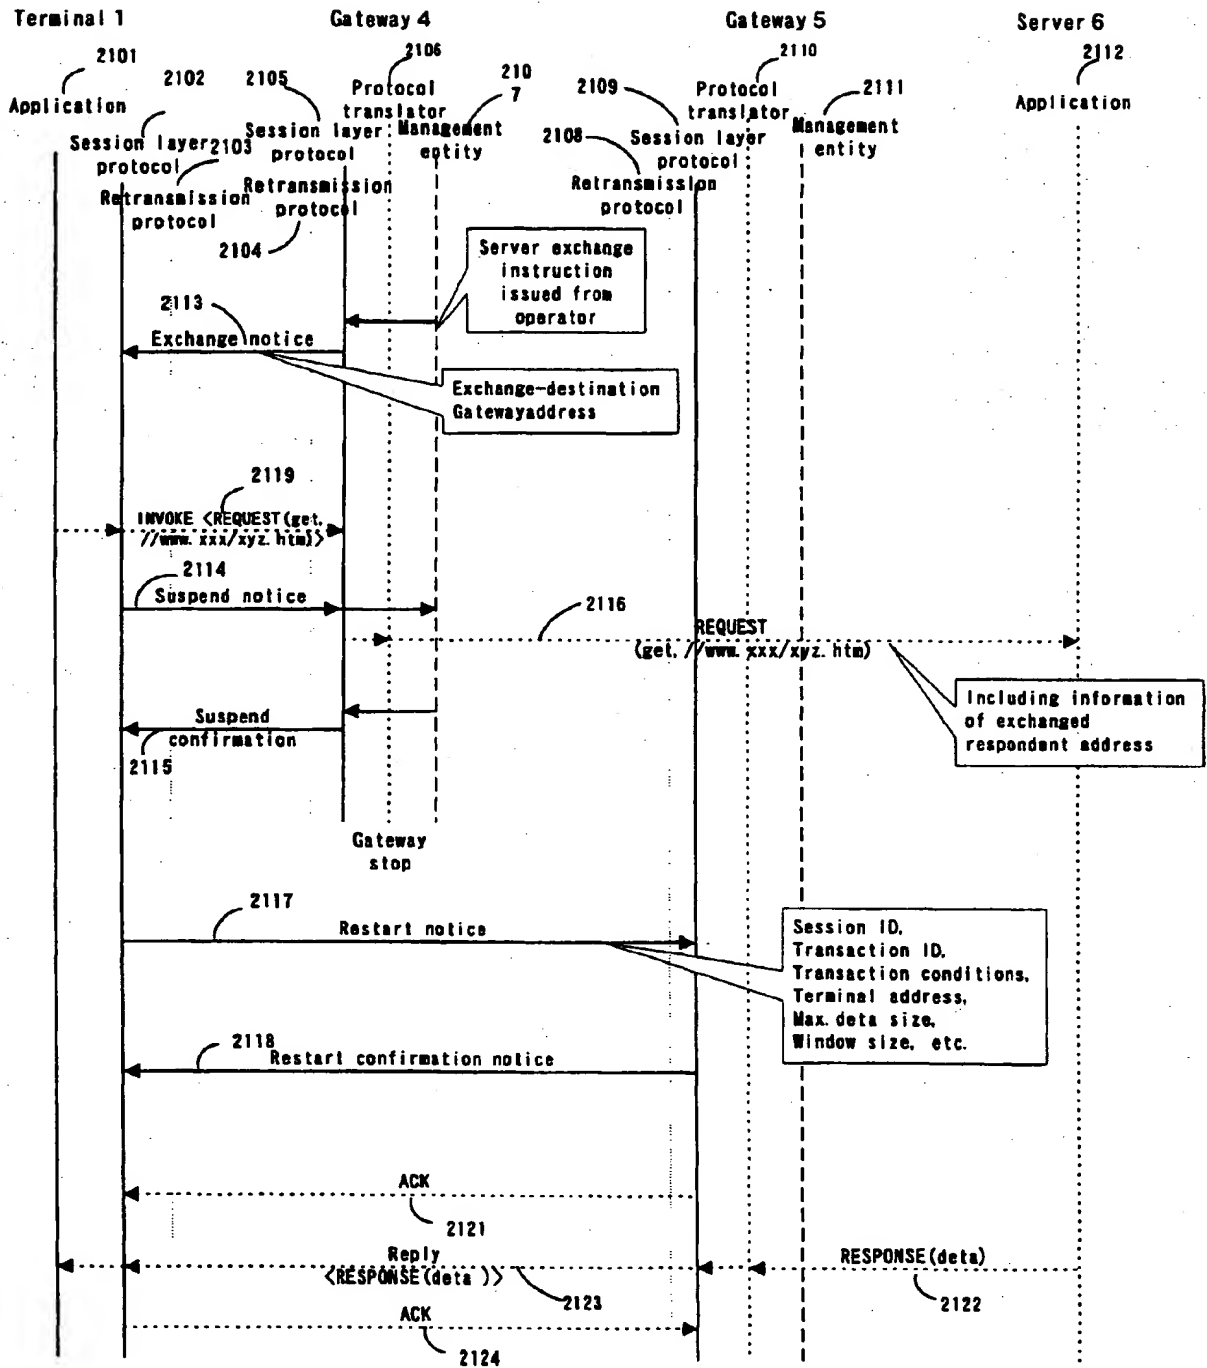 Terminal 1
Gateway 4
Gateway 5
Server 6
2101
2102
2105
2106
210
7
2109
2110
2111
2112
Application
Session layer
protocol
2103
Retransmission
protocol
Session layer
protocol
Retransmission
protocol
2104
Protocol
translator
Management
entity
2108
Retransmission
protocol
Session layer
protocol
Protocol
translator
Management
entity
Application
Server exchange
instruction
issued from
operator
2113
Exchange notice
Exchange-destination
Gatewayaddress
2119
INVOKE <REQUEST(get.
//www.xxx/xyz.htm)>
2114
Suspend notice
2116
REQUEST
(get.//www.xxx/xyz.htm)
Including information
of exchanged
respondant address
Suspend
confirmation
2115
Gateway
stop
2117
Restart notice
Session ID,
Transaction ID,
Transaction conditions,
Terminal address,
Max. deta size,
Window size, etc.
2118
Restart confirmation notice
ACK
2121
Reply
<RESPONSE(deta )>
2123
RESPONSE(deta)
2122
ACK
2124